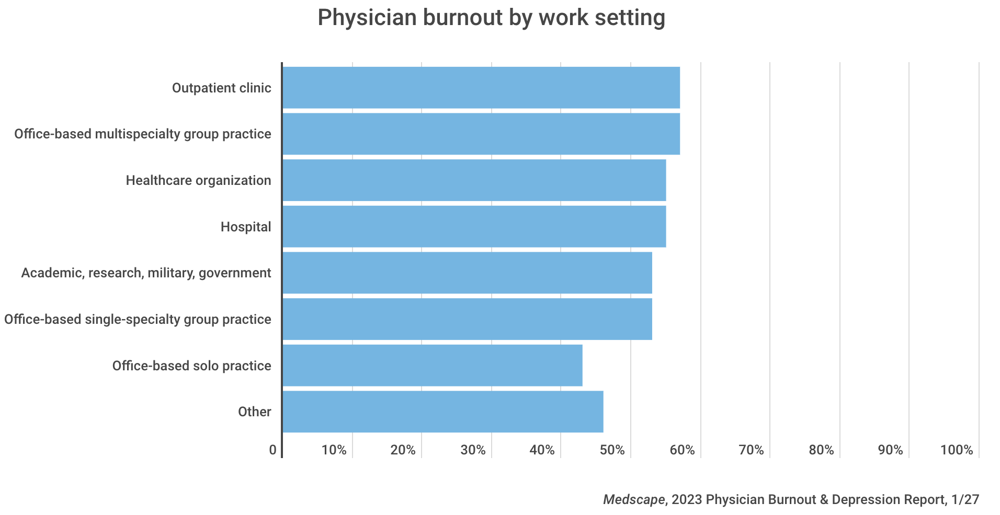 Physician burnout by work setting
Outpatient clinic
Office-based multispecialty group practice
Healthcare organization
Hospital
Academic, research, military, government
Office-based single-specialty group practice
Office-based solo practice
Other
0 10% 20% 30% 40% 50% 60% 70% 80% 90% 100%
Medscape, 2023 Physician Burnout & Depression Report, 1/27